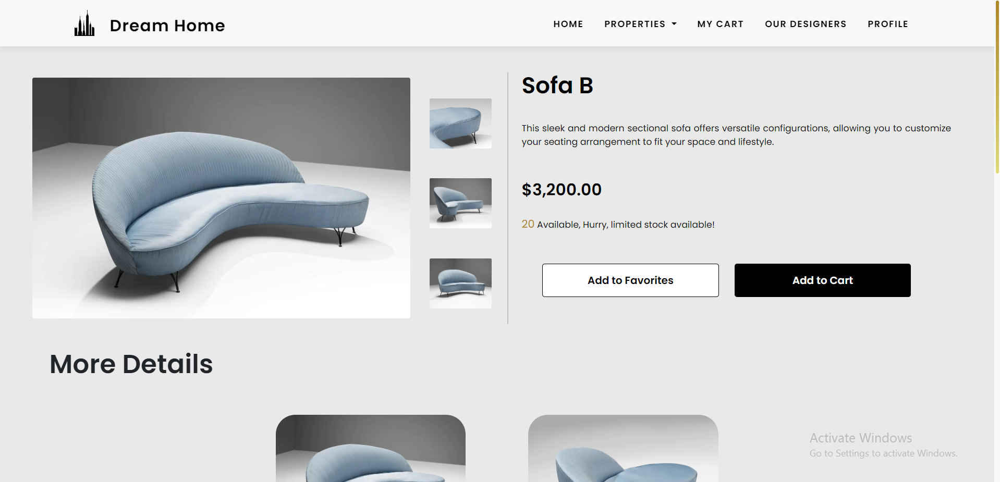 Dream Home
HOME
PROPERTIES
MY CART
OUR DESIGNERS
PROFILE
Sofa B
This sleek and modern sectional sofa offers versatile configurations, allowing you to customize
your seating arrangement to fit your space and lifestyle.
$3,200.00
20 Available, Hurry, limited stock available!
Add to Favorites
Add to Cart
More Details
Activate Windows
Go to Settings to activate Windows.